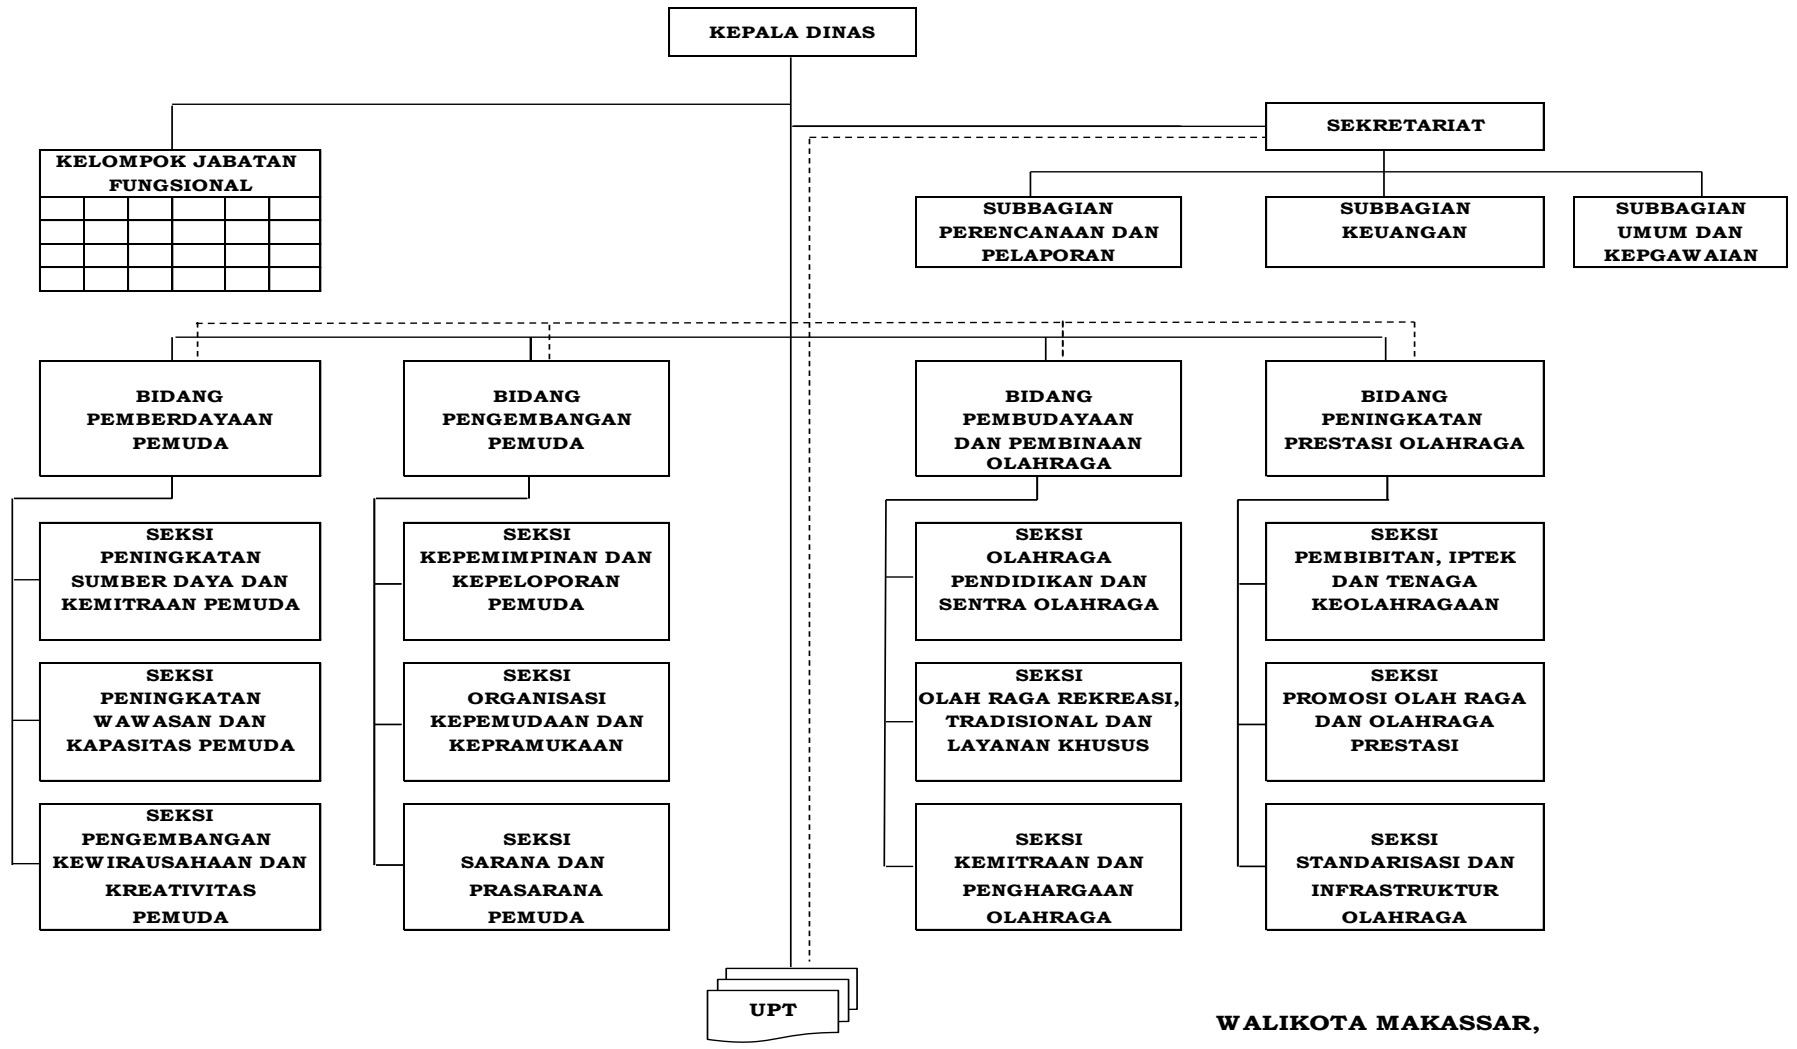 KEPALA DINAS
SEKRETARIAT
KELOMPOK JABATAN
FUNGSIONAL
SUBBAGIAN
PERENCANAAN DAN
PELAPORAN
SUBBAGIAN
KEUANGAN
SUBBAGIAN
UMUM DAN
KEPGAWAIAN
BIDANG
PEMBERDAYAAN
PEMUDA
BIDANG
PENGEMBANGAN
PEMUDA
BIDANG
PEMBUDAYAAN
DAN PEMBINAAN
OLAHRAGA
BIDANG
PENINGKATAN
PRESTASI OLAHRAGA
SEKSI
PENINGKATAN
SUMBER DAYA DAN
KEMITRAAN PEMUDA
SEKSI
KEPEMIMPINAN DAN
KEPELOPORAN
PEMUDA
SEKSI
OLAHRAGA
PENDIDIKAN DAN
SENTRA OLAHRAGA
SEKSI
PEMBIBITAN, IPTEK
DAN TENAGA
KEOLAHRAGAAN
SEKSI
PENINGKATAN
WAWASAN DAN
KAPASITAS PEMUDA
SEKSI
ORGANISASI
KEPEMUDAAN DAN
KEPRAMUKAAN
SEKSI
OLAH RAGA REKREASI,
TRADISIONAL DAN
LAYANAN KHUSUS
SEKSI
PROMOSI OLAH RAGA
DAN OLAHRAGA
PRESTASI
SEKSI
PENGEMBANGAN
KEWIRAUSAHAAN DAN
KREATIVITAS
PEMUDA
SEKSI
SARANA DAN
PRASARANA
PEMUDA
SEKSI
KEMITRAAN DAN
PENGHARGAAN
OLAHRAGA
SEKSI
STANDARISASI DAN
INFRASTRUKTUR
OLAHRAGA
UPT
WALIKOTA MAKASSAR,